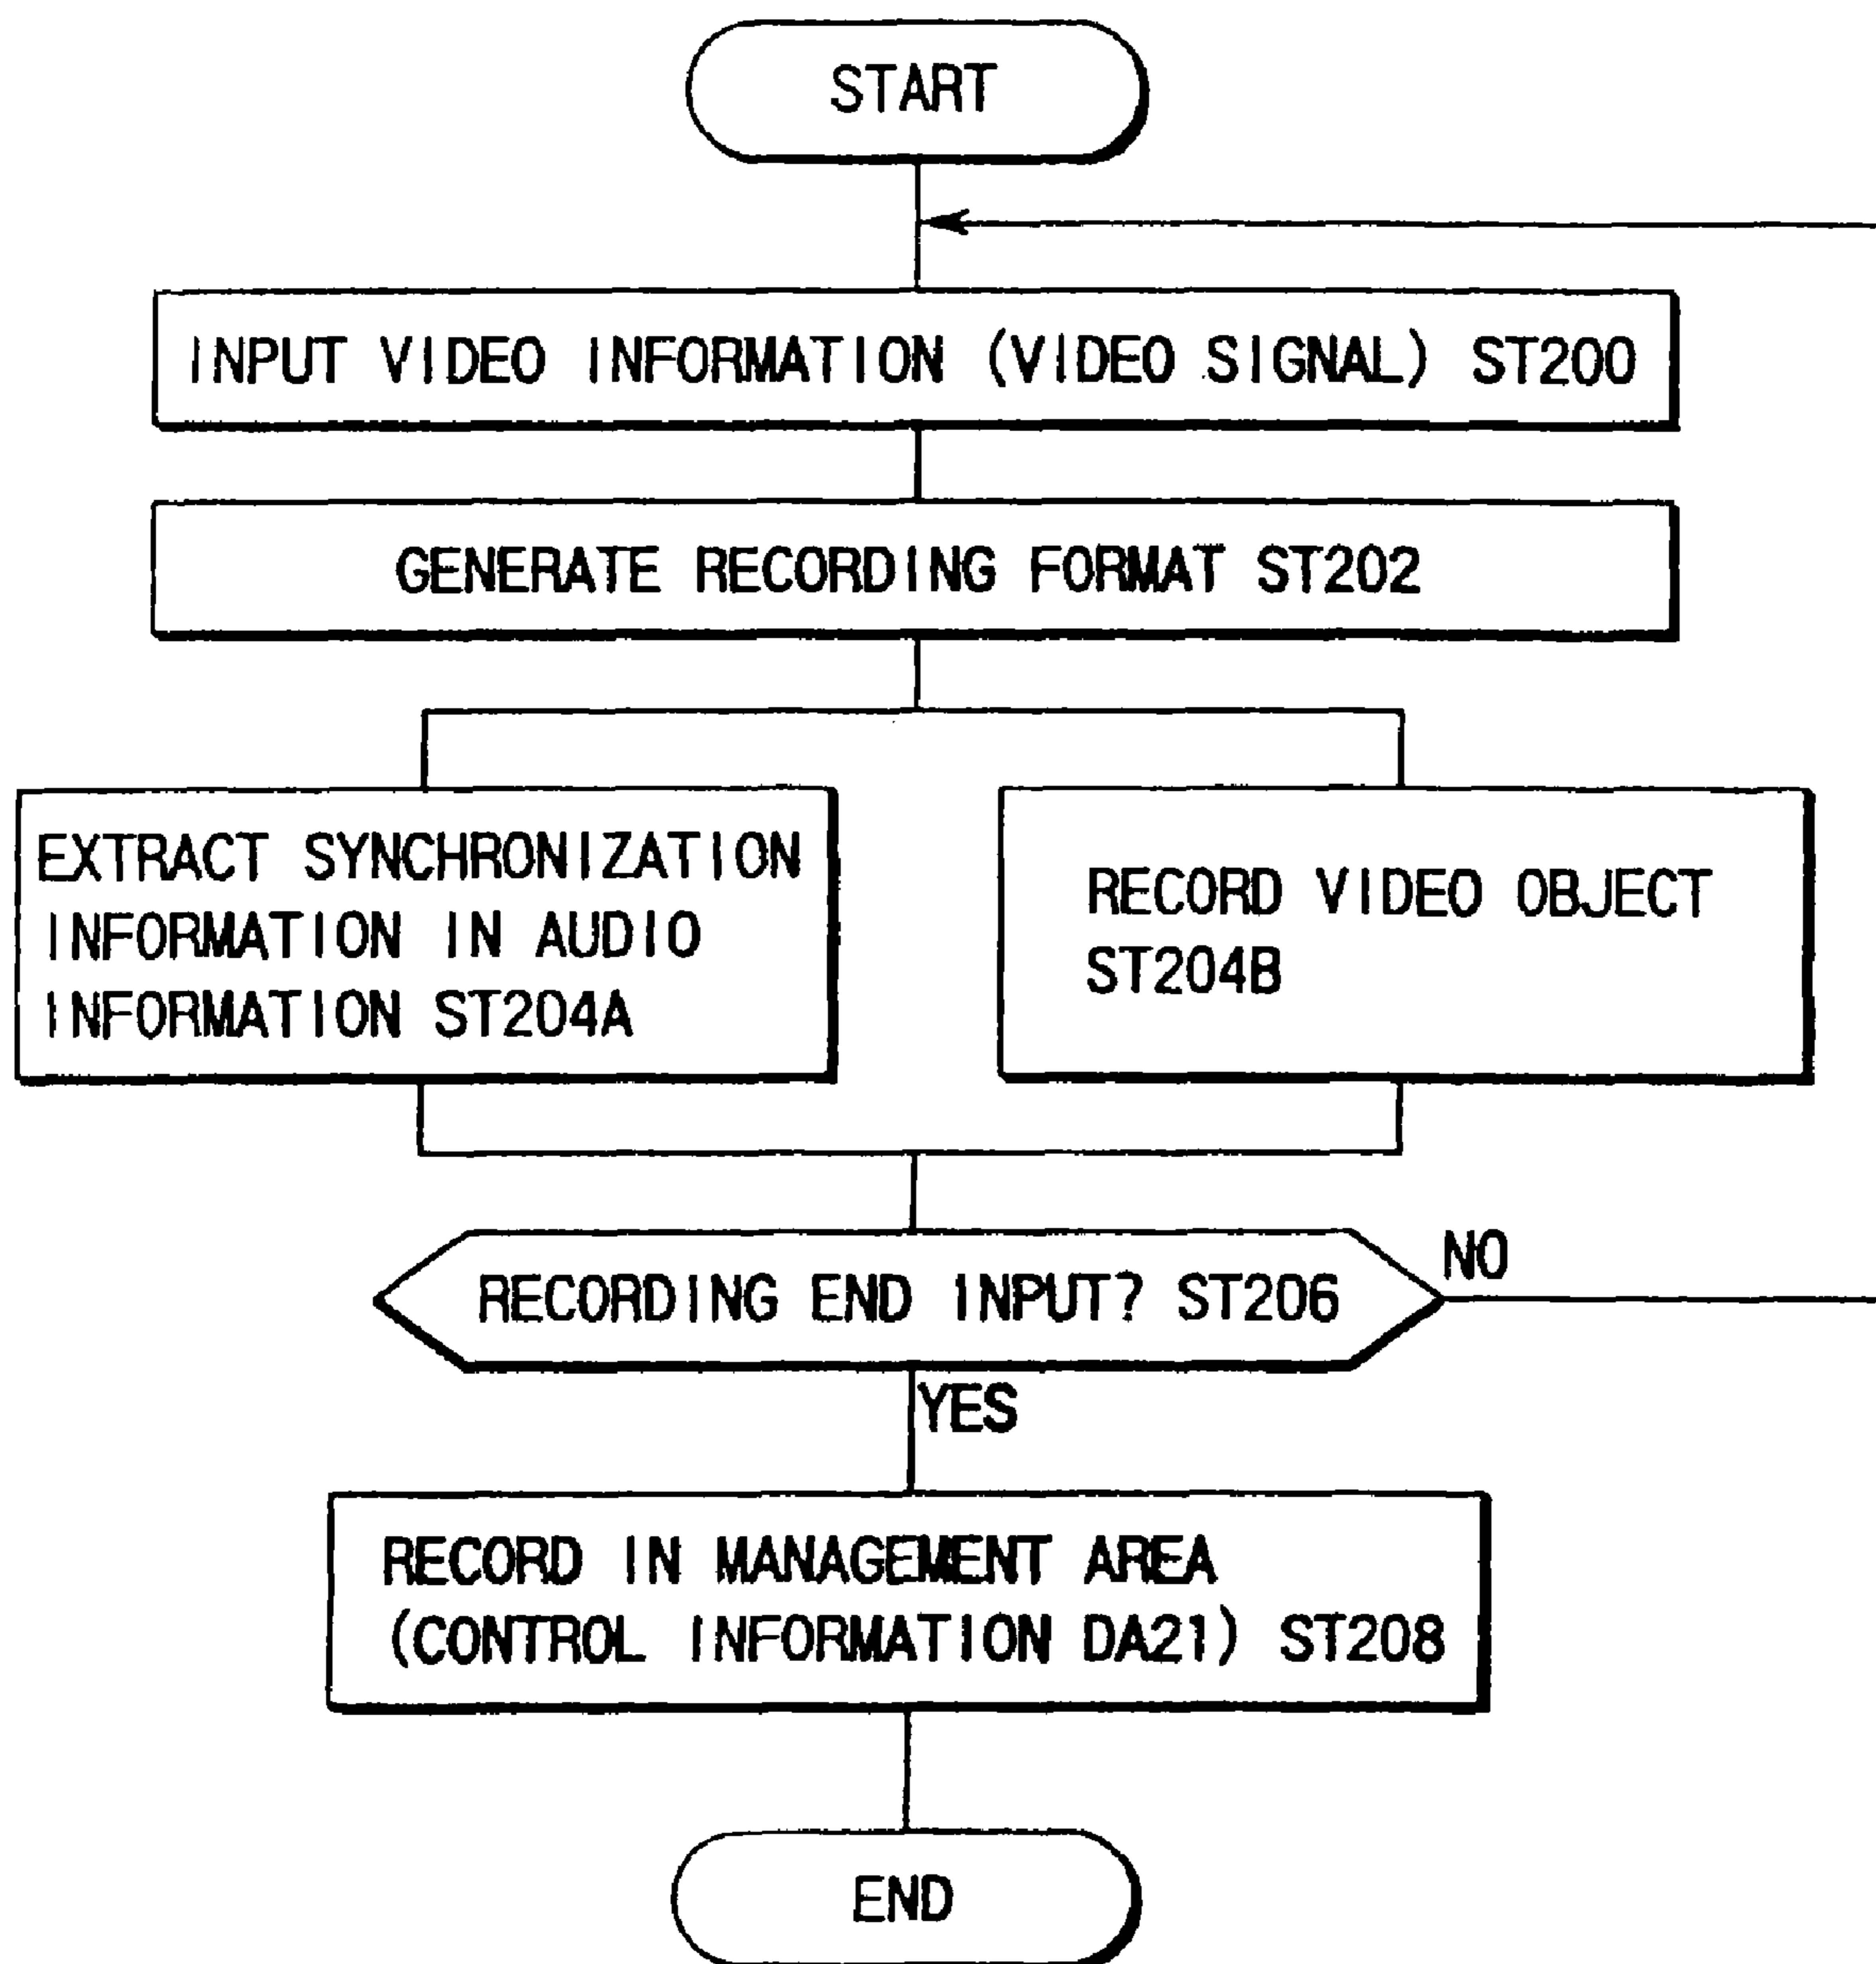 START
INPUT VIDEO INFORMATION (VIDEO SIGNAL) ST200
GENERATE RECORDING FORMAT ST202
EXTRACT SYNCHRONIZATION
INFORMATION IN AUDIO
INFORMATION ST204A
RECORD VIDEO OBJECT
ST204B
RECORDING END INPUT? ST206
NO
YES
RECORD IN MANAGEMENT AREA
(CONTROL INFORMATION DA21) ST208
END